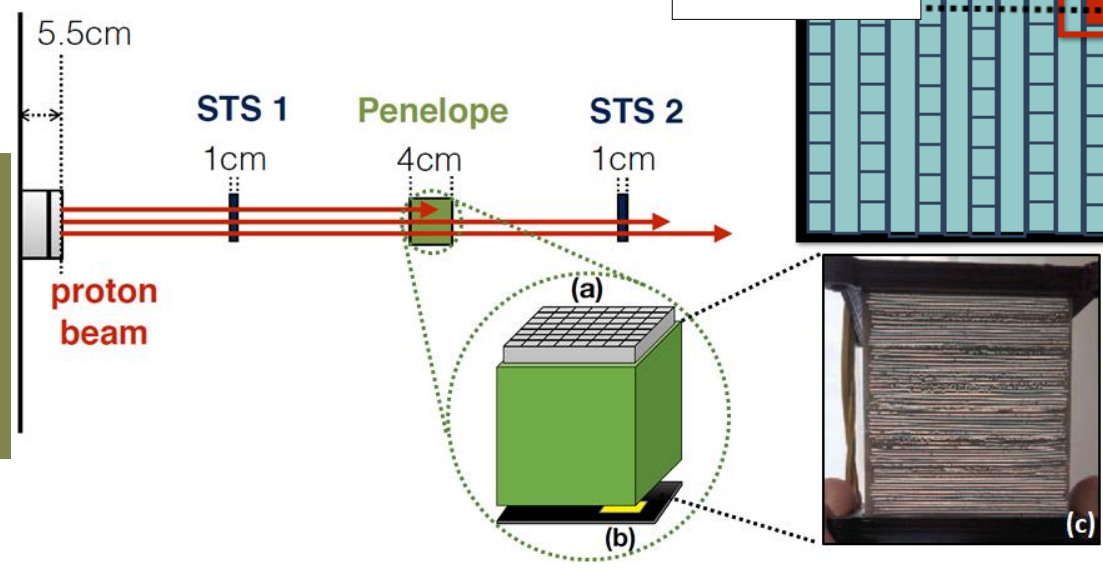 5.5cm
STS 1
Penelope
STS 2
1cm
4cm
1cm
proton
beam
(a)
(b)
(c)